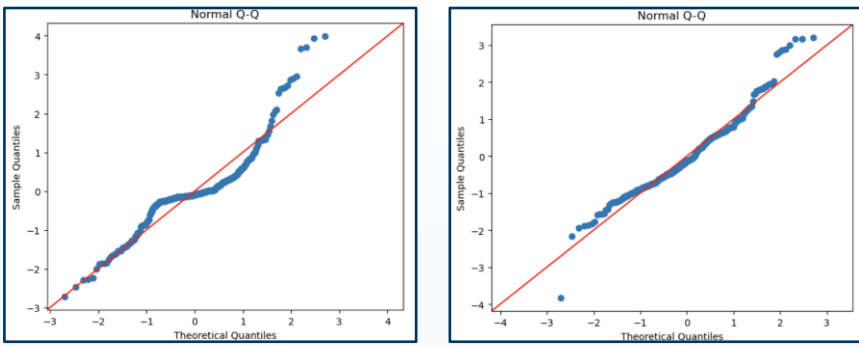 Normal Q-Q
Sample Quantiles
4
3
2
1
0
−1
−2
−3
−3 −2 −1 0 1 2 3 4
Theoretical Quantiles
Normal Q-Q
Sample Quantiles
3
2
1
0
−1
−2
−3
−4
−4 −3 −2 −1 0 1 2 3
Theoretical Quantiles